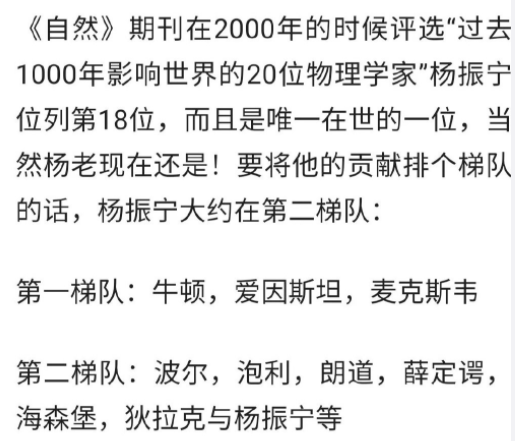 《自然》期刊在2000年的时候评选“过去
1000年影响世界的20位物理学家”杨振宁
位列第18位，而且是唯一在世的一位，当
然杨老现在还是！要将他的贡献排个梯队
的话，杨振宁大约在第二梯队：
第一梯队：牛顿，爱因斯坦，麦克斯韦
第二梯队：波尔，泡利，朗道，薛定谔，
海森堡，狄拉克与杨振宁等